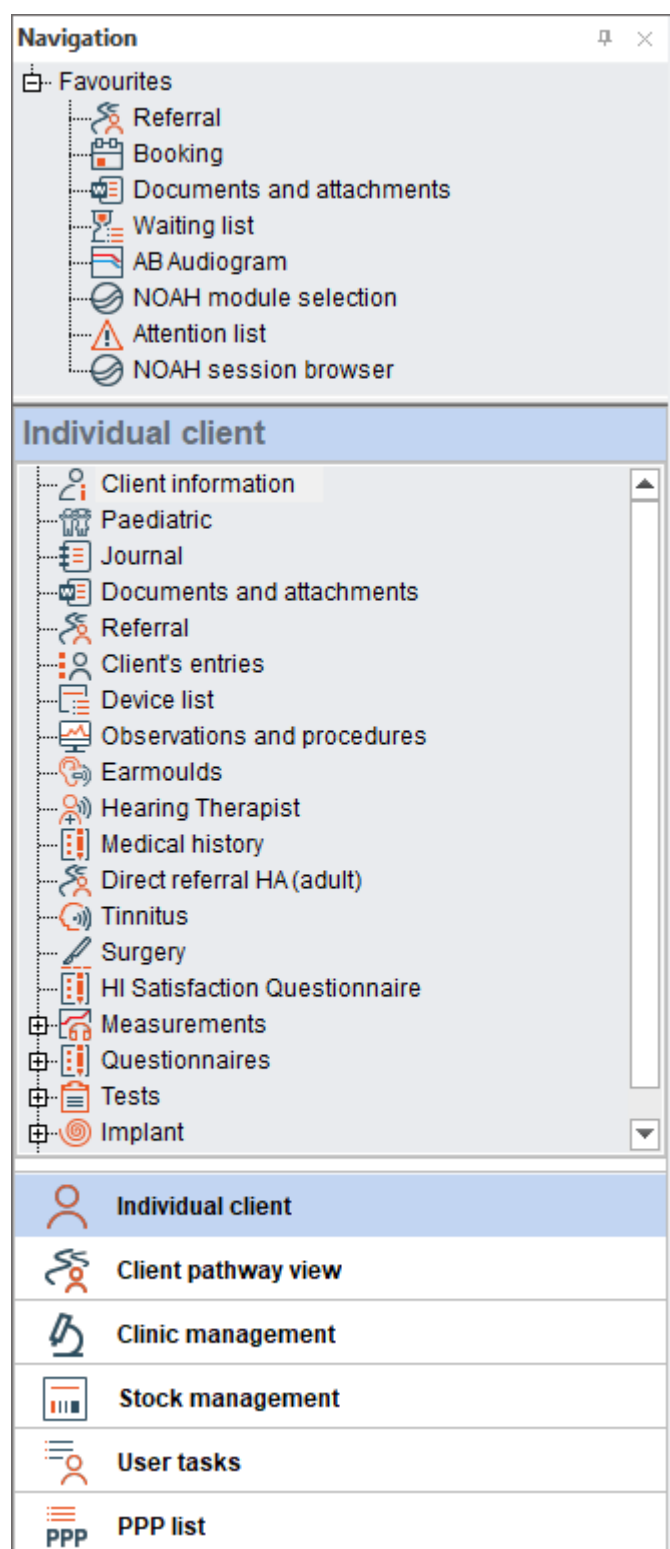 Navigation
Favourites
Referral
Booking
Documents and attachments
Waiting list
AB Audiogram
NOAH module selection
Attention list
NOAH session browser
Individual client
Client information
Paediatric
Journal
Documents and attachments
Referral
Client's entries
Device list
Observations and procedures
Earmoulds
Hearing Therapist
Medical history
Direct referral HA (adult)
Tinnitus
Surgery
HI Satisfaction Questionnaire
Measurements
Questionnaires
Tests
Implant
Individual client
Client pathway view
Clinic management
Stock management
User tasks
PPP PPP list